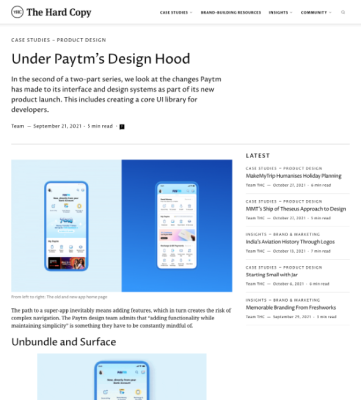 THC The Hard Copy
CASE STUDIES
BRAND-BUILDING RESOURCES
INSIGHTS
COMMUNITY
CASE STUDIES – PRODUCT DESIGN
Under Paytm's Design Hood
In the second of a two-part series, we look at the changes Paytm
has made to its interface and design systems as part of its new
product launch. This includes creating a core UI library for
developers.
Team — September 21, 2021 · 5 min read ·
From left to right: The old and new app home page
The path to a super-app inevitably means adding features, which in turn creates the risk of
complex navigation. The Paytm design team admits that "adding functionality while
maintaining simplicity" is something they have to be constantly mindful of.
Unbundle and Surface
LATEST
CASE STUDIES – PRODUCT DESIGN
MakeMyTrip Humanises Holiday Planning
Team THC — October 21, 2021 · 6 min read
CASE STUDIES – PRODUCT DESIGN
MMT's Ship of Theseus Approach to Design
Team THC — October 21, 2021 · 5 min read
INSIGHTS – BRAND & MARKETING
India's Aviation History Through Logos
Team THC — October 12, 2021 · 7 min read
CASE STUDIES – PRODUCT DESIGN
Starting Small with Jar
Team THC — October 6, 2021 · 6 min read
INSIGHTS – BRAND & MARKETING
Memorable Branding From Freshworks
Team THC — September 29, 2021 · 3 min read